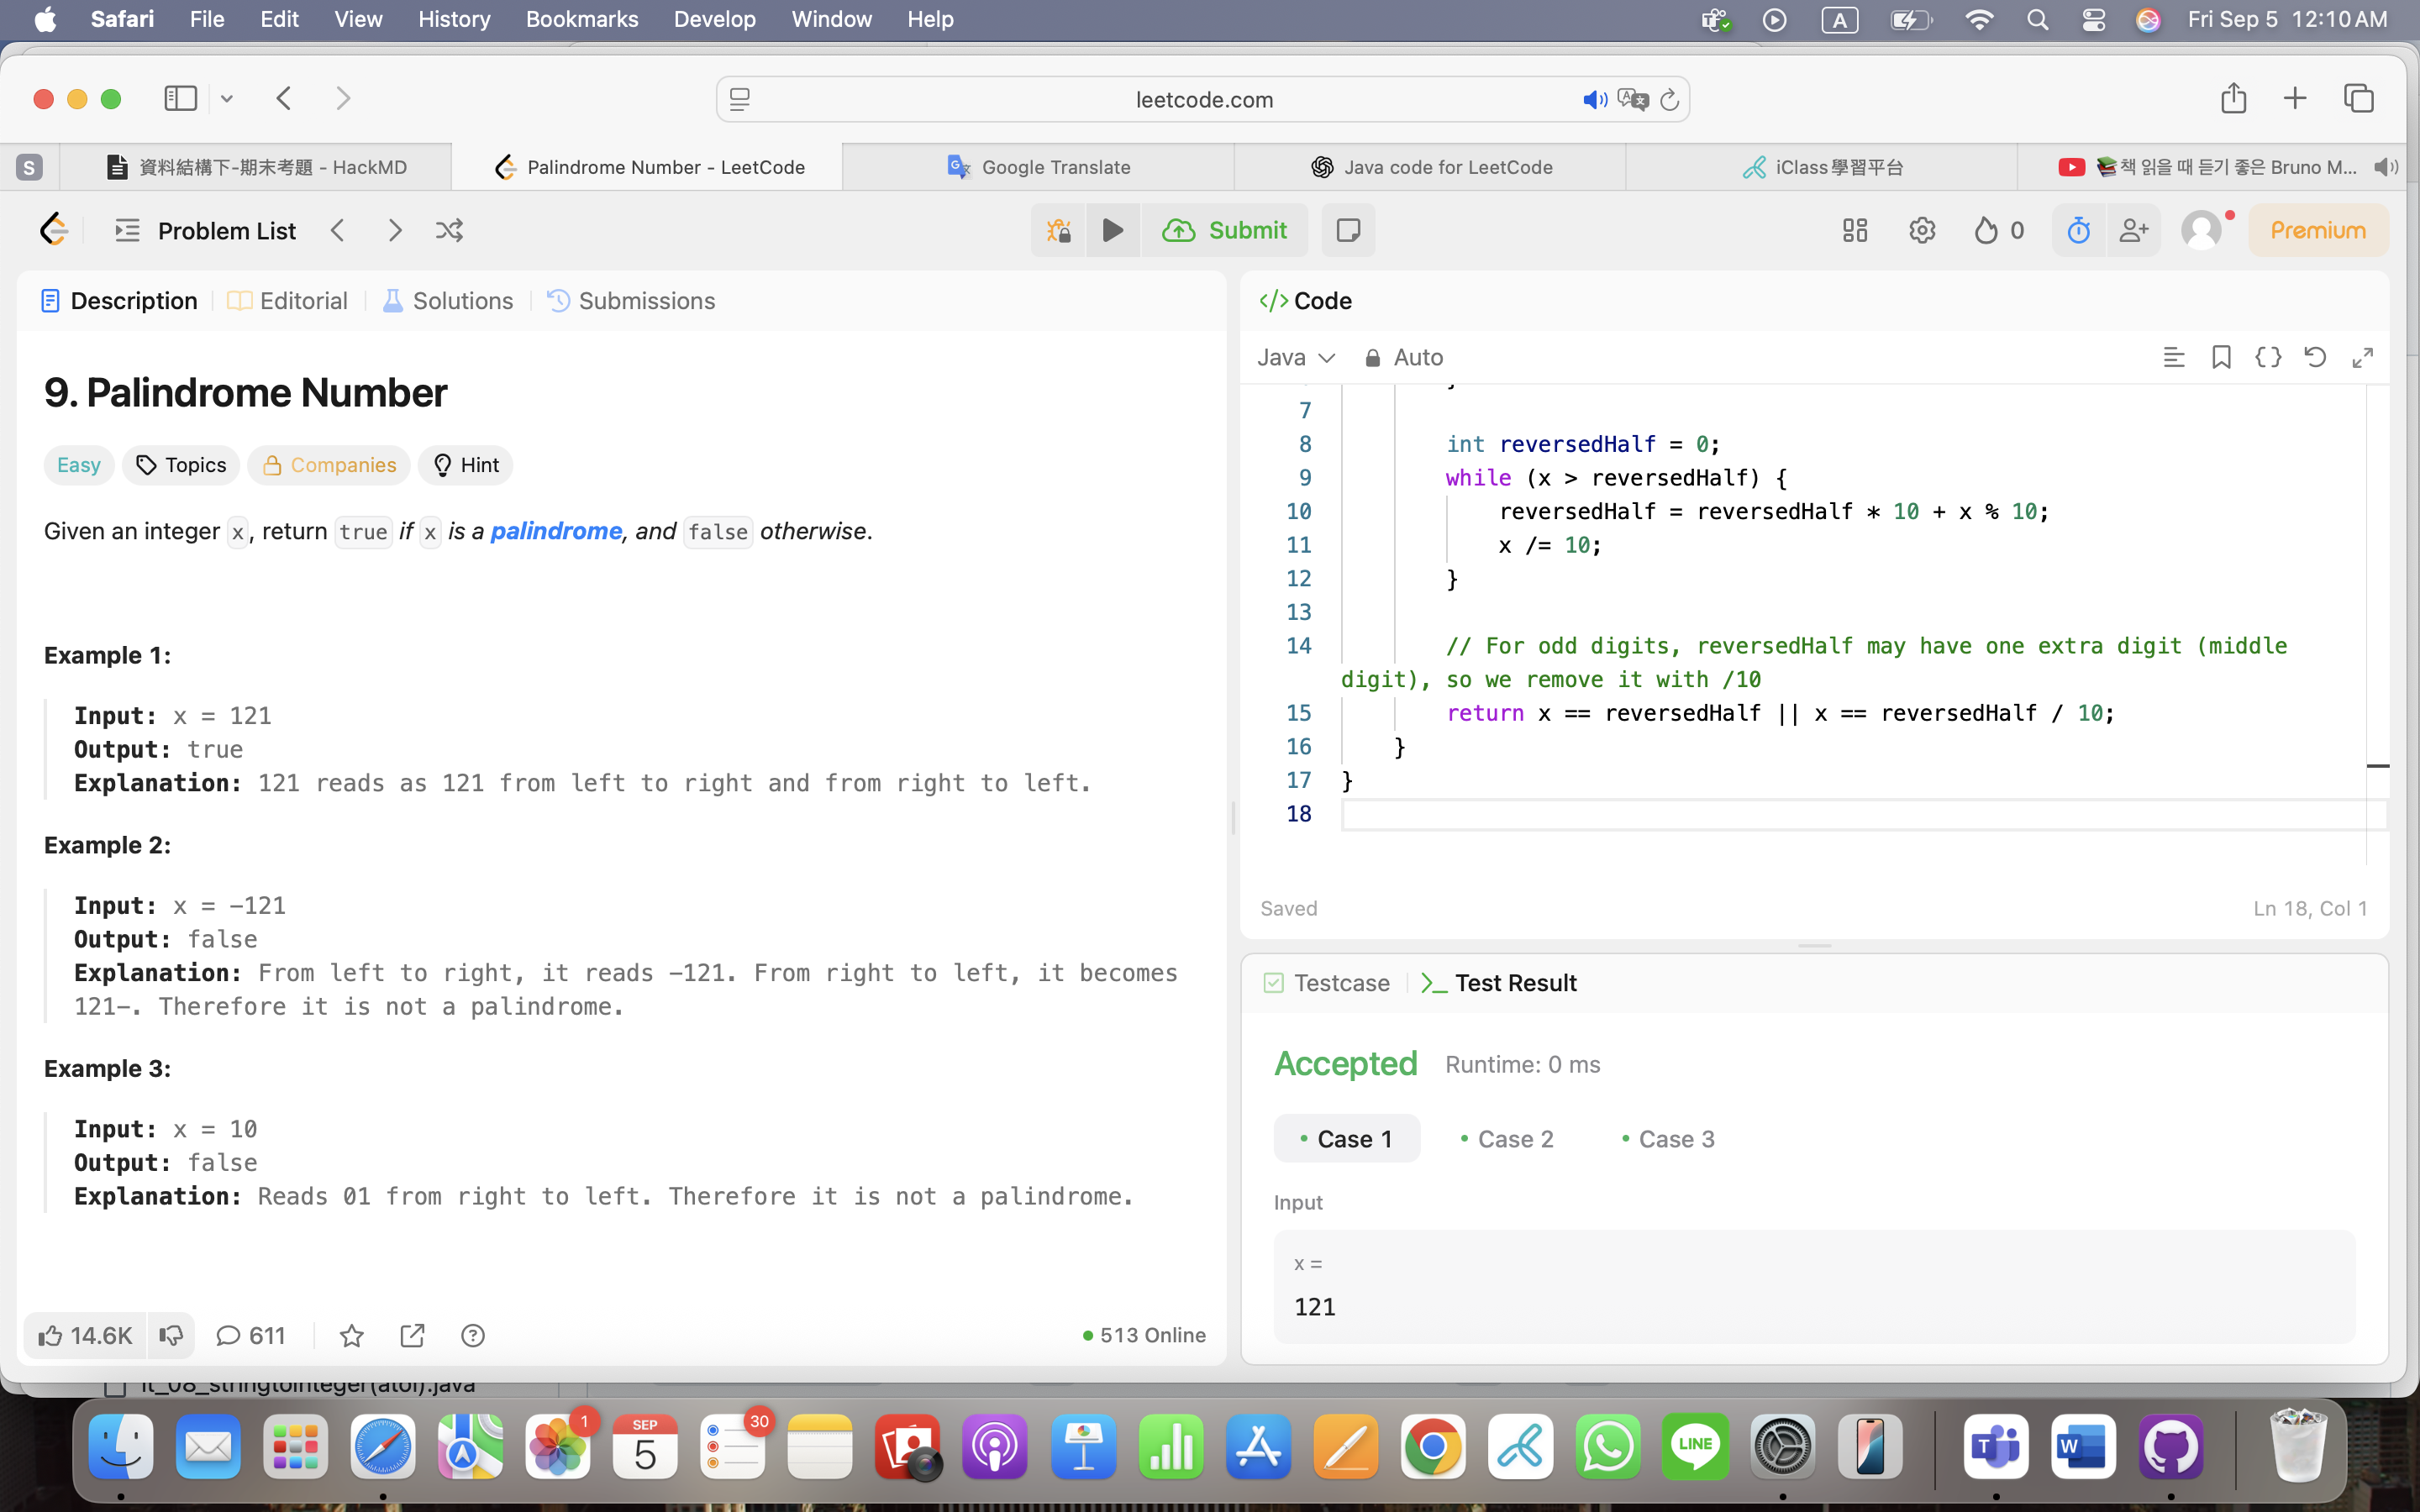 Safari File Edit View History Bookmarks Develop Window Help A Fri Sep 5 12:10 AM
leetcode.com
S 資料結構下-期末考題 - HackMD Palindrome Number - LeetCode Google Translate Java code for LeetCode iClass 學習平台 책 읽을 때 듣기 좋은 Bruno M...
Problem List Submit 0 Premium
Description Editorial Solutions Submissions
9. Palindrome Number
Easy Topics Companies Hint
Given an integer x, return true if x is a palindrome, and false otherwise.
Example 1:
Input: x = 121
Output: true
Explanation: 121 reads as 121 from left to right and from right to left.
Example 2:
Input: x = -121
Output: false
Explanation: From left to right, it reads -121. From right to left, it becomes
121-. Therefore it is not a palindrome.
Example 3:
Input: x = 10
Output: false
Explanation: Reads 01 from right to left. Therefore it is not a palindrome.
14.6K 611 513 Online
</> Code
Java Auto
7
8 int reversedHalf = 0;
9 while (x > reversedHalf) {
10 reversedHalf = reversedHalf * 10 + x % 10;
11 x /= 10;
12 }
13
14 // For odd digits, reversedHalf may have one extra digit (middle
digit), so we remove it with /10
15 return x == reversedHalf || x == reversedHalf / 10;
16 }
17 }
18
Saved Ln 18, Col 1
Testcase >_ Test Result
Accepted Runtime: 0 ms
Case 1 Case 2 Case 3
Input
x =
121
lt_08_stringtointeger(atoi).java
1 SEP 5 30 LINE T W